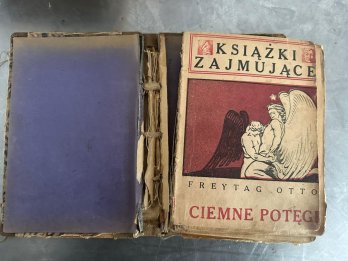 KSIĄŻKI
ZAJMUJĄCE
FREYTAG OTTO
CIEMNE POTĘGI